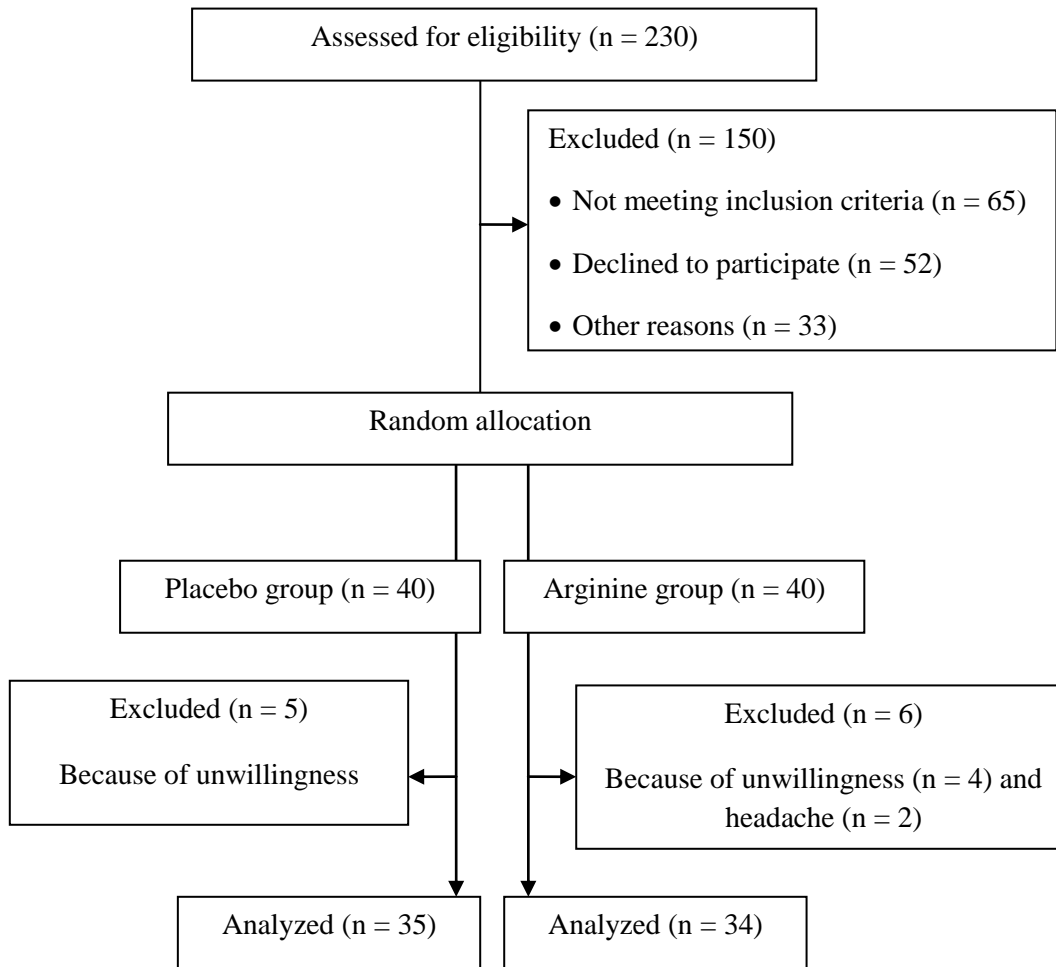 Assessed for eligibility (n = 230)
Excluded (n = 150)
• Not meeting inclusion criteria (n = 65)
• Declined to participate (n = 52)
• Other reasons (n = 33)
Random allocation
Placebo group (n = 40)
Arginine group (n = 40)
Excluded (n = 5)
Because of unwillingness
Excluded (n = 6)
Because of unwillingness (n = 4) and
headache (n = 2)
Analyzed (n = 35)
Analyzed (n = 34)